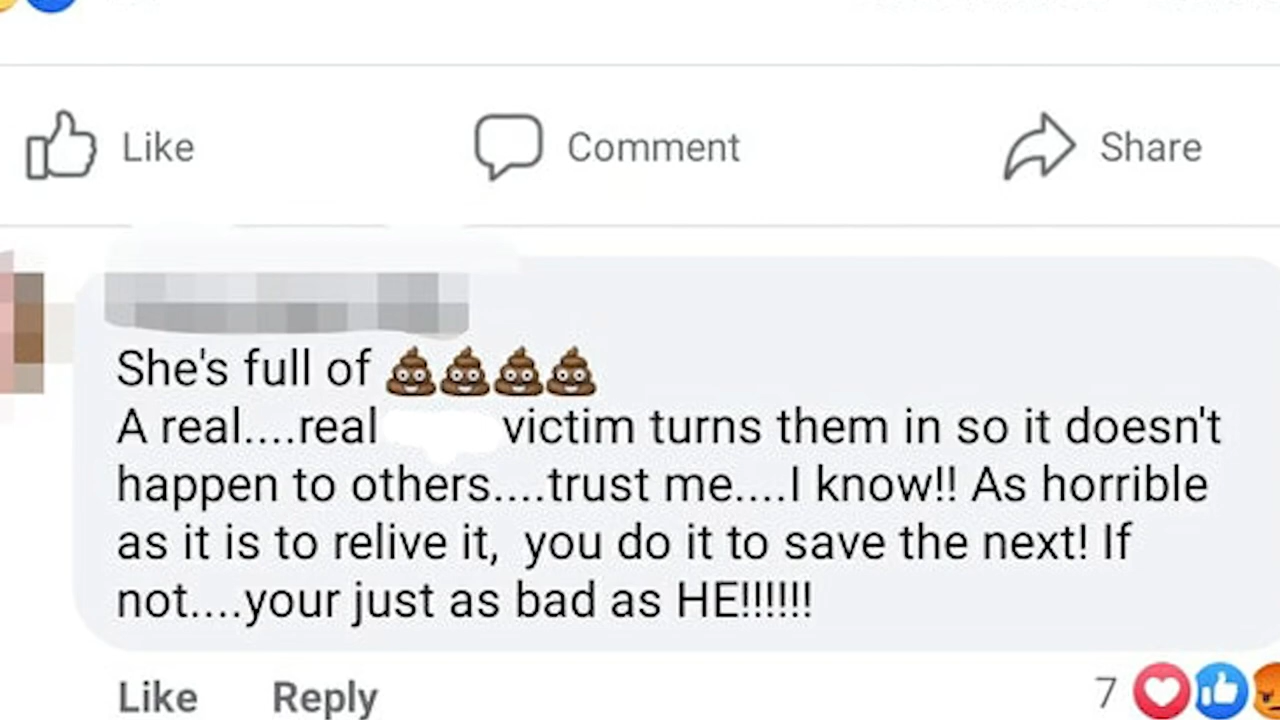 Like Comment Share
She's full of 💩💩💩💩
A real....real victim turns them in so it doesn't
happen to others....trust me....I know!! As horrible
as it is to relive it, you do it to save the next! If
not....your just as bad as HE!!!!!!
Like Reply 7